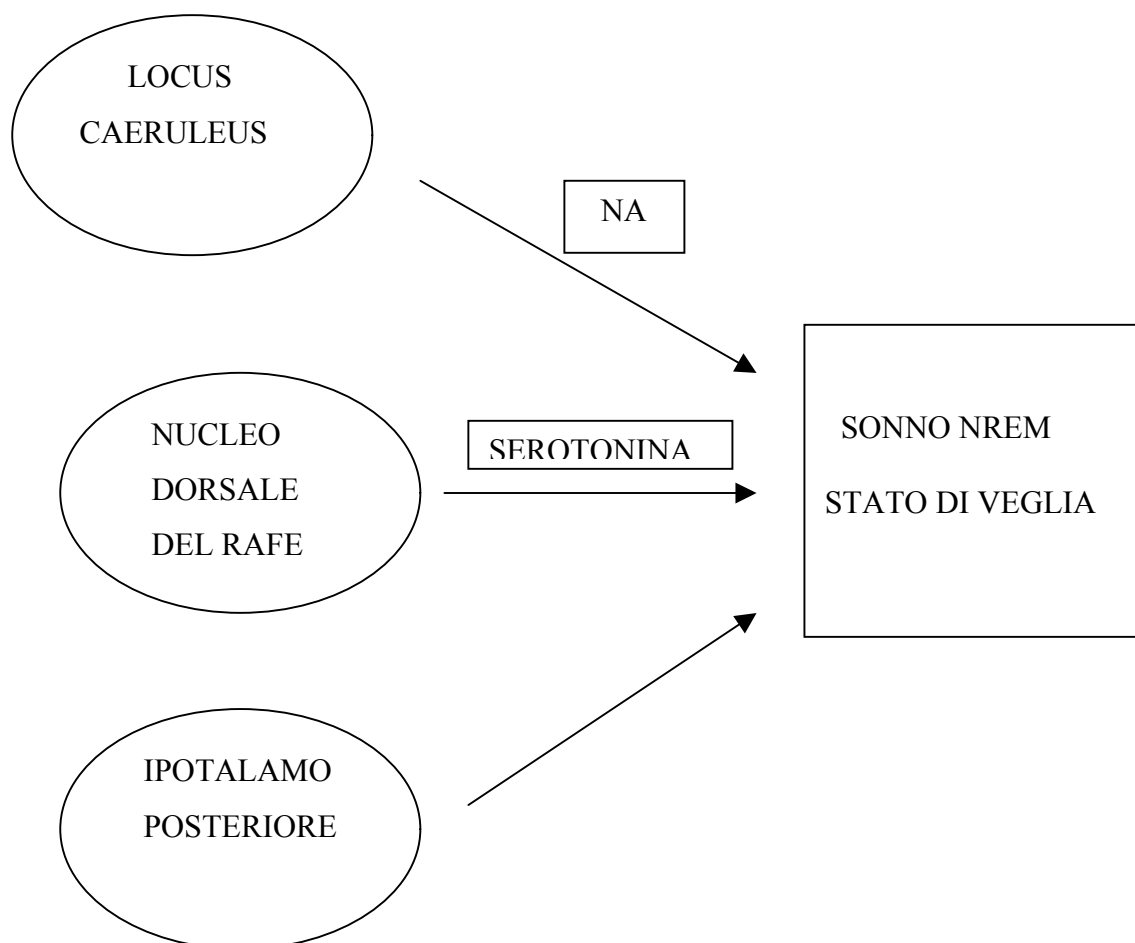 LOCUS
CAERULEUS
NA
NUCLEO
DORSALE
DEL RAFE
SEROTONINA
SONNO NREM
STATO DI VEGLIA
IPOTALAMO
POSTERIORE